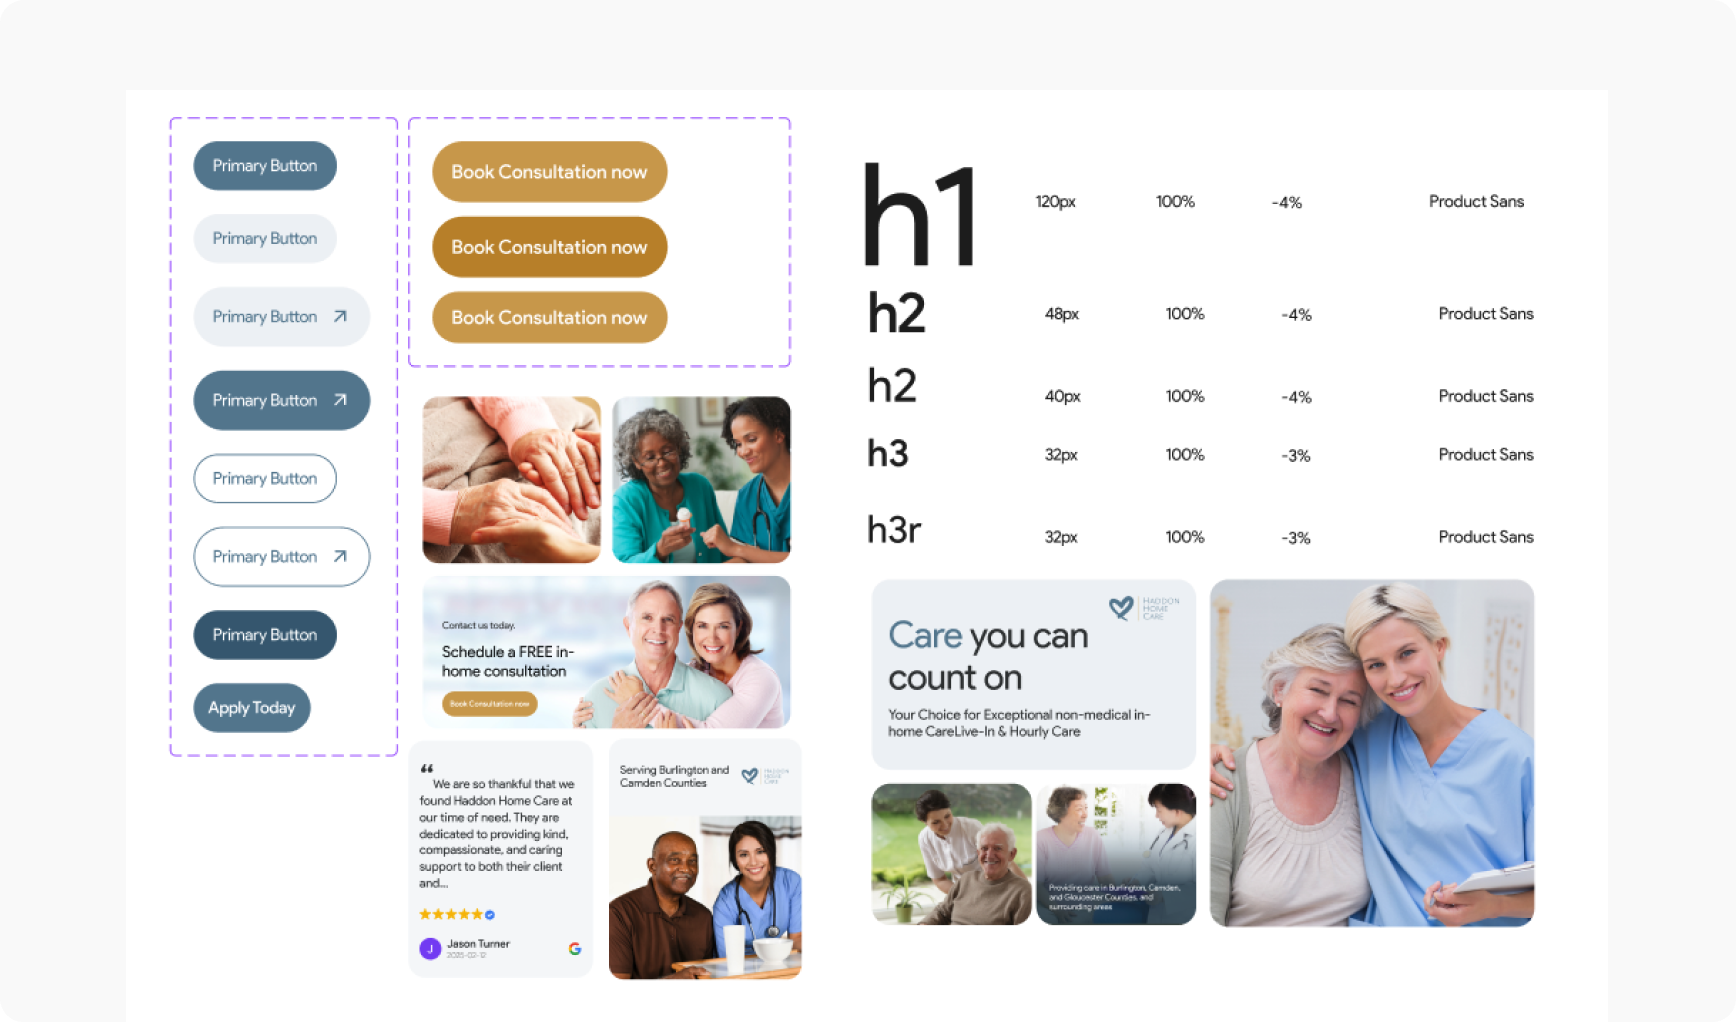 Primary Button
Primary Button
Primary Button
Primary Button
Primary Button
Primary Button
Primary Button
Apply Today
Book Consultation now
Book Consultation now
Book Consultation now
Contact us today.
Schedule a FREE in-
home consultation
Book Consultation now
“
We are so thankful that we
found Haddon Home Care at
our time of need. They are
dedicated to providing kind,
compassionate, and caring
support to both their client
and...
J
Jason Turner
2025-02-12
G
Serving Burlington and
Camden Counties
HADDON
HOME
CARE
h1 120px 100% -4% Product Sans
h2 48px 100% -4% Product Sans
h2 40px 100% -4% Product Sans
h3 32px 100% -3% Product Sans
h3r 32px 100% -3% Product Sans
HADDON
HOME
CARE
Care you can
count on
Your Choice for Exceptional non-medical in-
home CareLive-In & Hourly Care
Providing care in Burlington, Camden,
and Gloucester Counties, and
surrounding areas